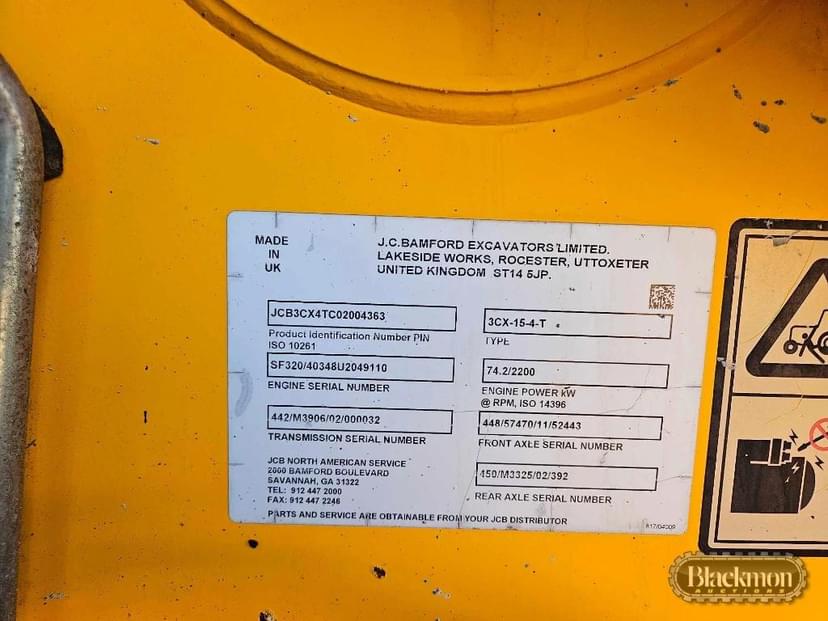 MADE
IN
UK
J.C.BAMFORD EXCAVATORS LIMITED.
LAKESIDE WORKS, ROCESTER, UTTOXETER
UNITED KINGDOM ST14 5JP.
JCB3CX4TC02004363
Product Identification Number PIN
ISO 10261
3CX-15-4-T
TYPE
SF320/40348U2049110
ENGINE SERIAL NUMBER
74.2/2200
ENGINE POWER kW
@ RPM, ISO 14396
442/M3906/02/000032
TRANSMISSION SERIAL NUMBER
448/57470/11/52443
FRONT AXLE SERIAL NUMBER
JCB NORTH AMERICAN SERVICE
2000 BAMFORD BOULEVARD
SAVANNAH, GA 31322
TEL: 912 447 2000
FAX: 912 447 2246
450/M3325/02/392
REAR AXLE SERIAL NUMBER
PARTS AND SERVICE ARE OBTAINABLE FROM YOUR JCB DISTRIBUTOR
Blackmon
AUCTIONS